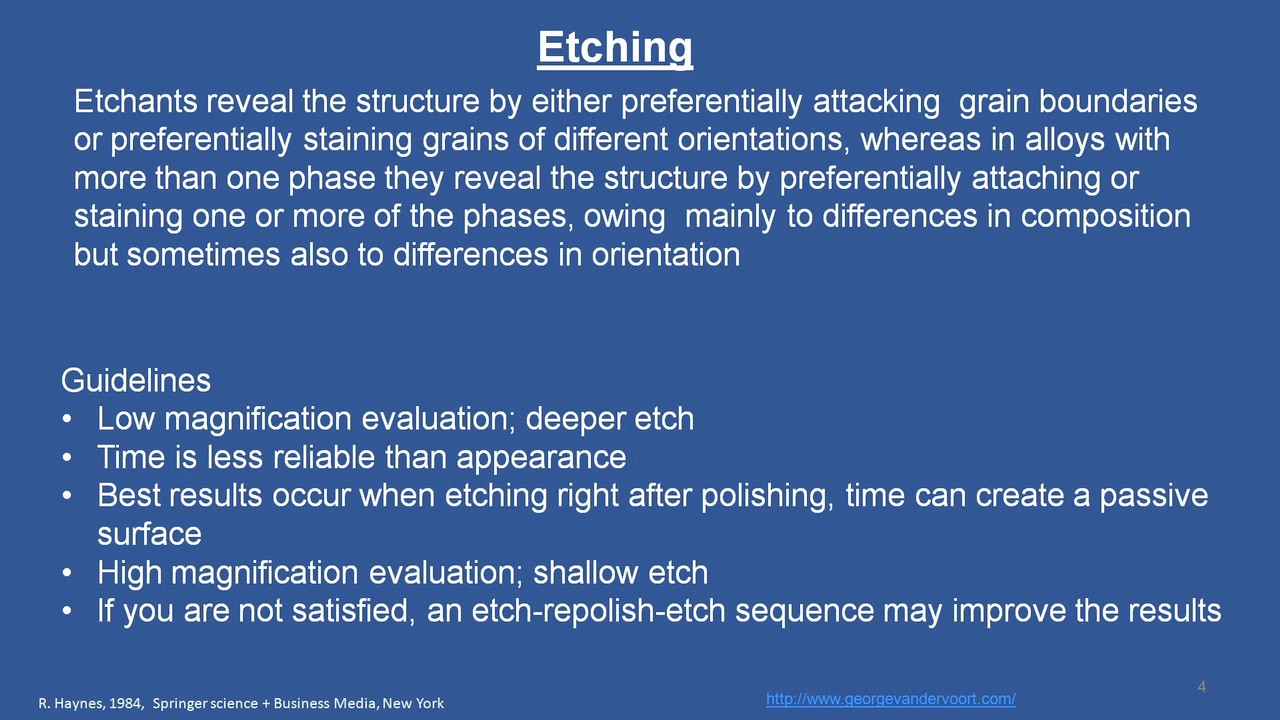 Etching
Etchants reveal the structure by either preferentially attacking  grain boundaries
or preferentially staining grains of different orientations, whereas in alloys with
more than one phase they reveal the structure by preferentially attaching or
staining one or more of the phases, owing  mainly to differences in composition
but sometimes also to differences in orientation
Guidelines
• Low magnification evaluation; deeper etch
• Time is less reliable than appearance
• Best results occur when etching right after polishing, time can create a passive
surface
• High magnification evaluation; shallow etch
• If you are not satisfied, an etch-repolish-etch sequence may improve the results
4
R. Haynes, 1984,  Springer science + Business Media, New York
http://www.georgevandervoort.com/